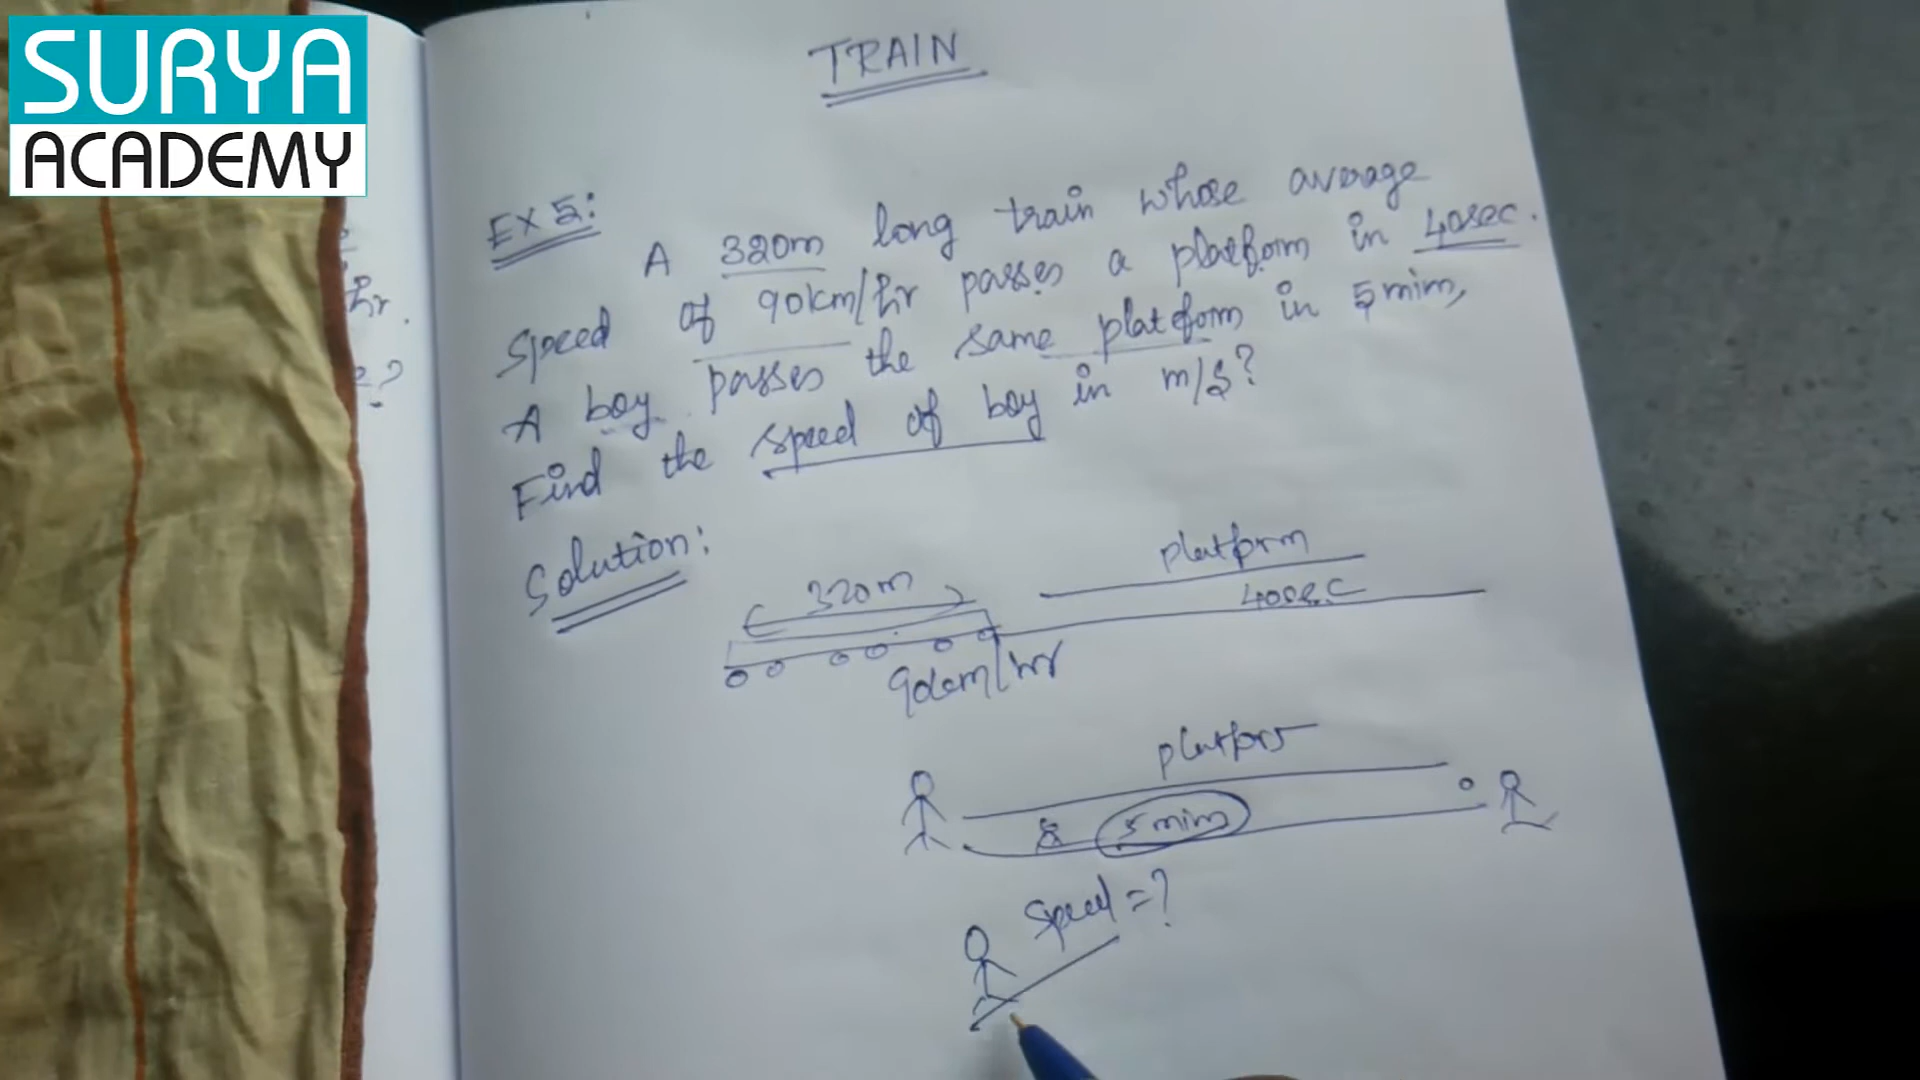 SURYA
ACADEMY
TRAIN
EX 5:
A 320m long train whose average
speed of 90km/hr passes a platform in 40sec.
A boy passes the same platform in 5 min,
Find the speed of boy in m/s?
Solution:
320m
platform
40sec
90km/hr
platform
5 min
Speed = ?
hr.
e?